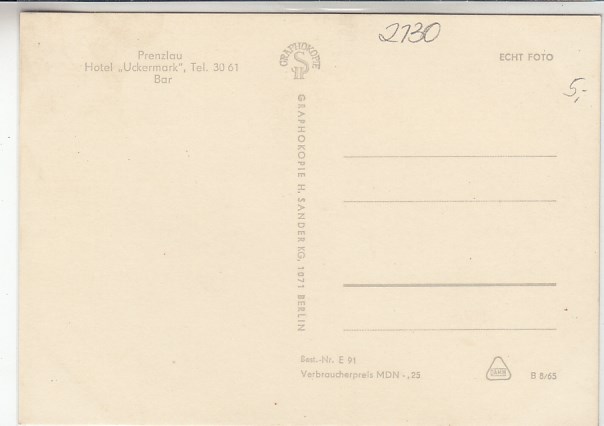 2130
Prenzlau
Hotel „Uckermark“, Tel. 30 61
Bar
GRAPHOKOPIE
ECHT FOTO
5,-
GRAPHOKOPIE H. SANDER KG. 1071 BERLIN
Best.-Nr. E 91
Verbraucherpreis MDN -,25
B 8/65